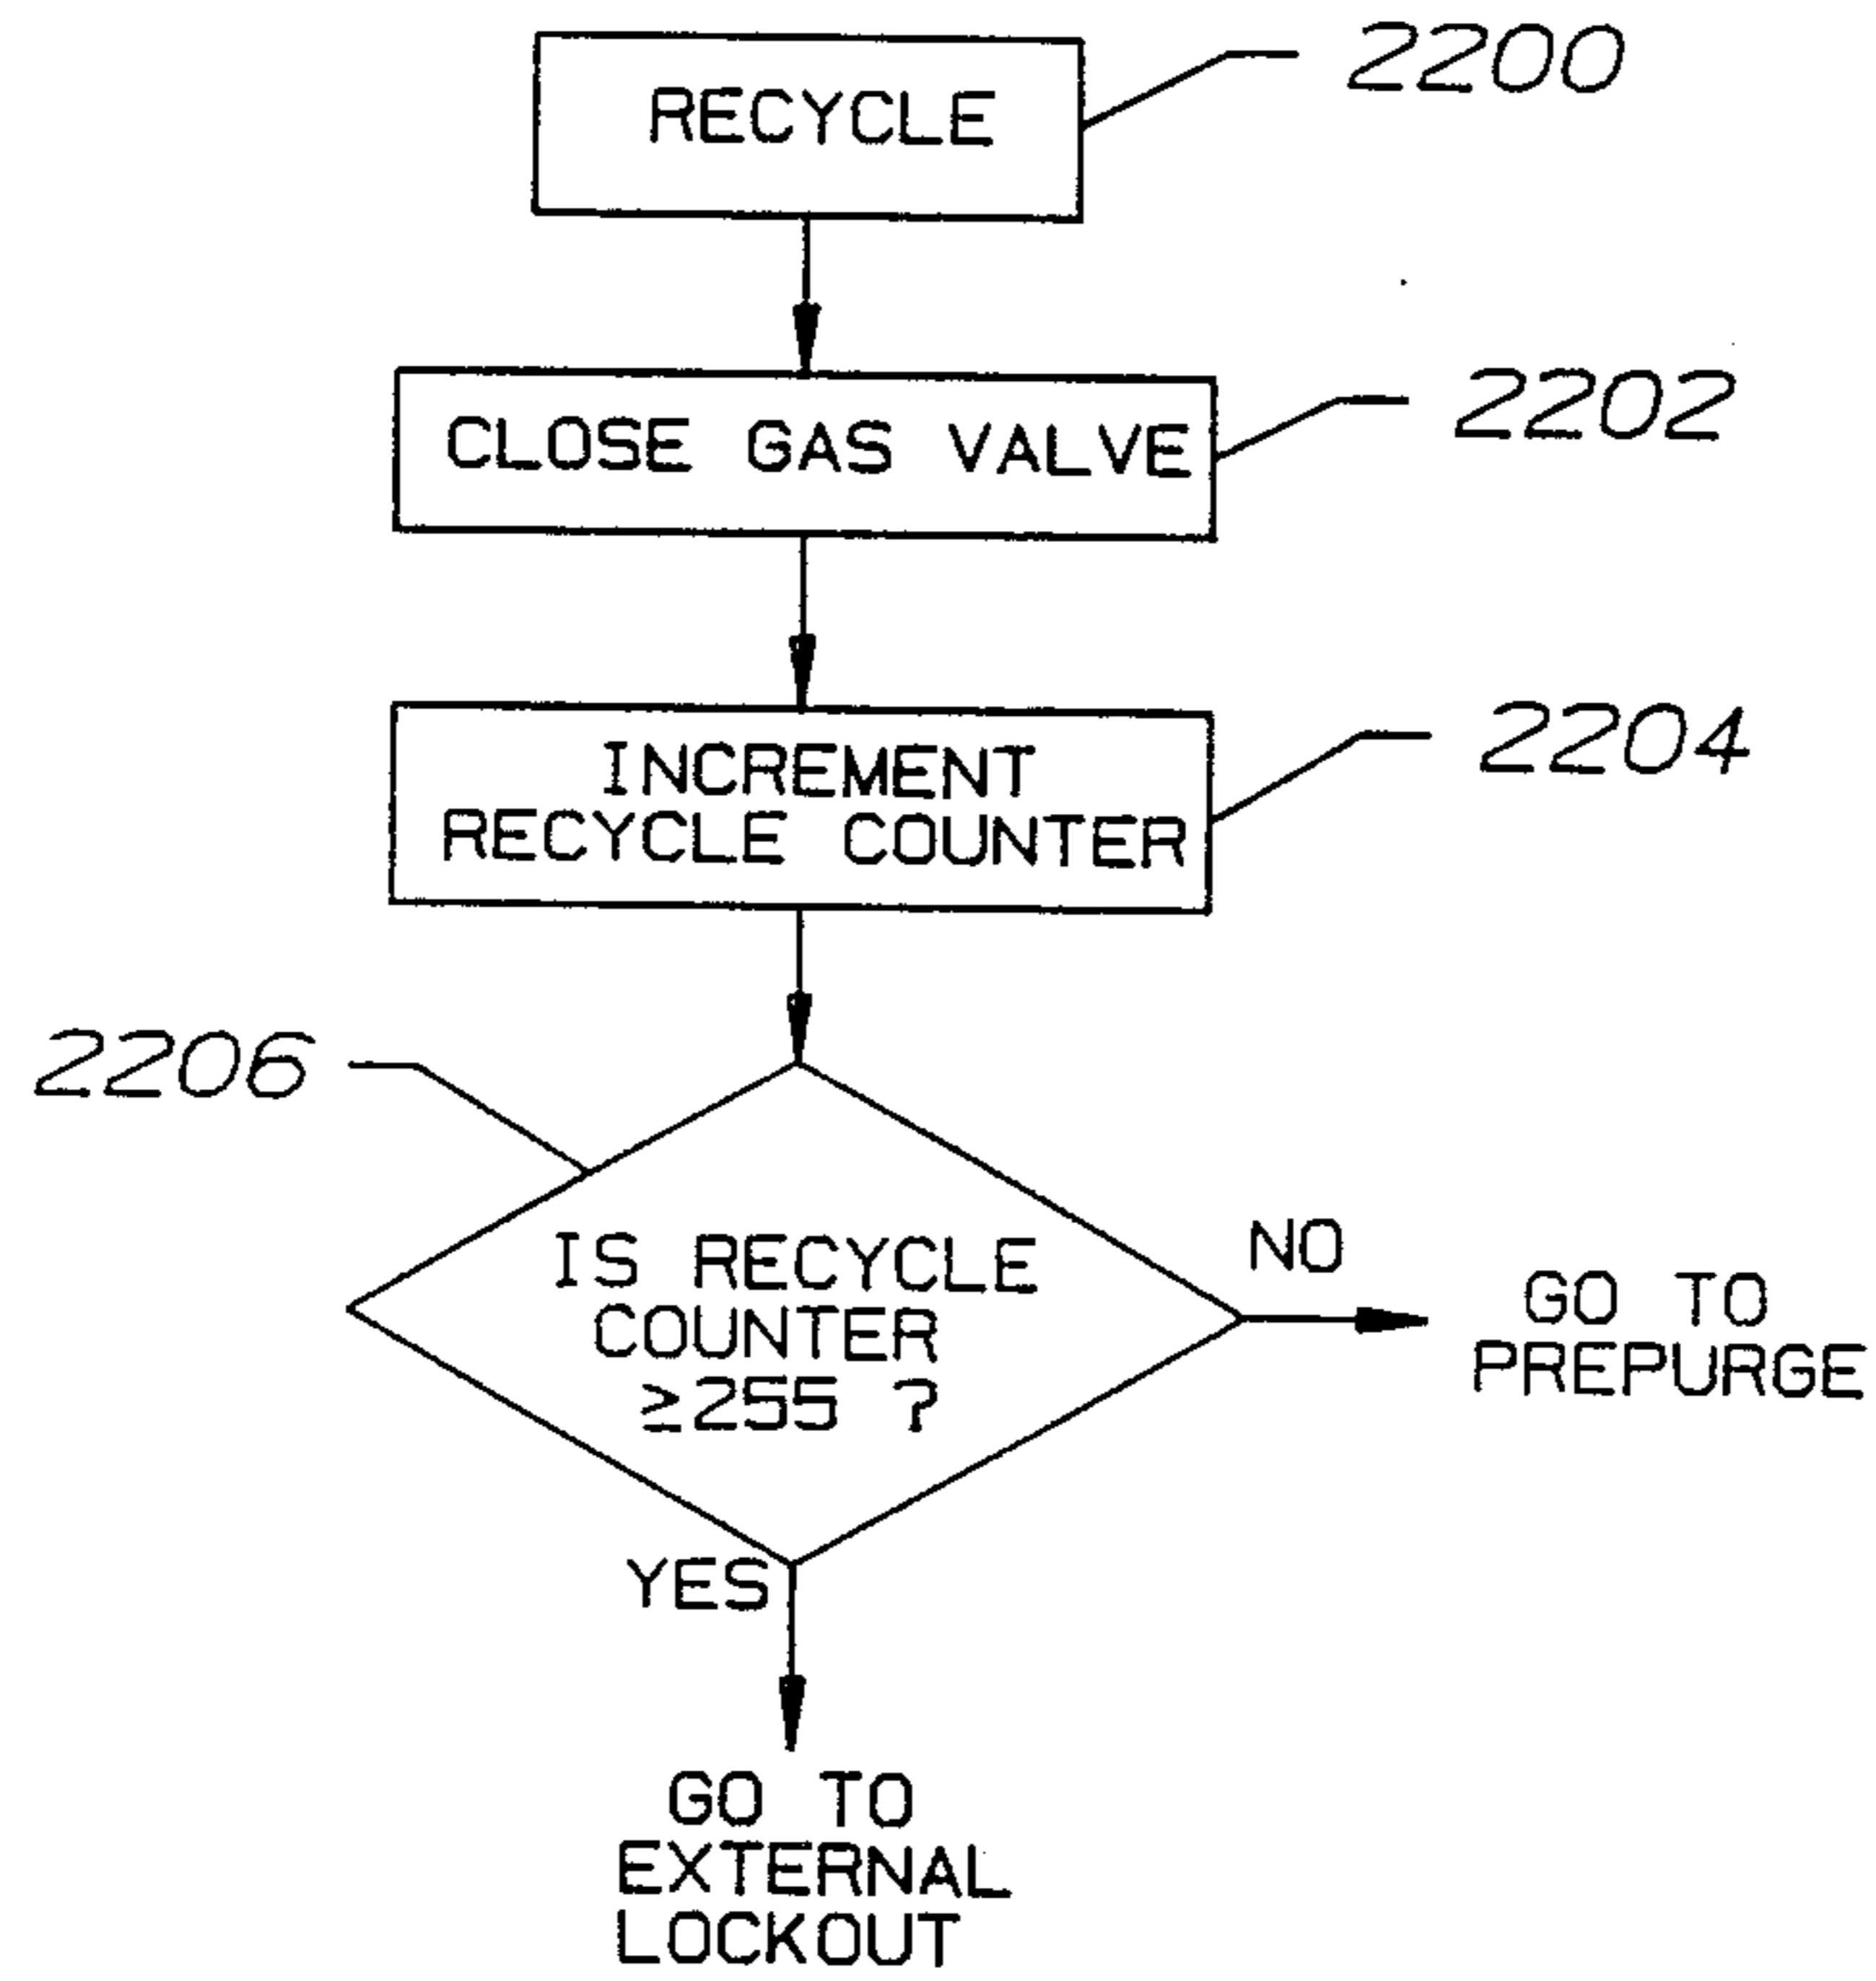 RECYCLE
2200
CLOSE GAS VALVE
2202
INCREMENT
RECYCLE COUNTER
2204
2206
IS RECYCLE
COUNTER
≥255 ?
NO
GO TO
PREPURGE
YES
GO TO
EXTERNAL
LOCKOUT